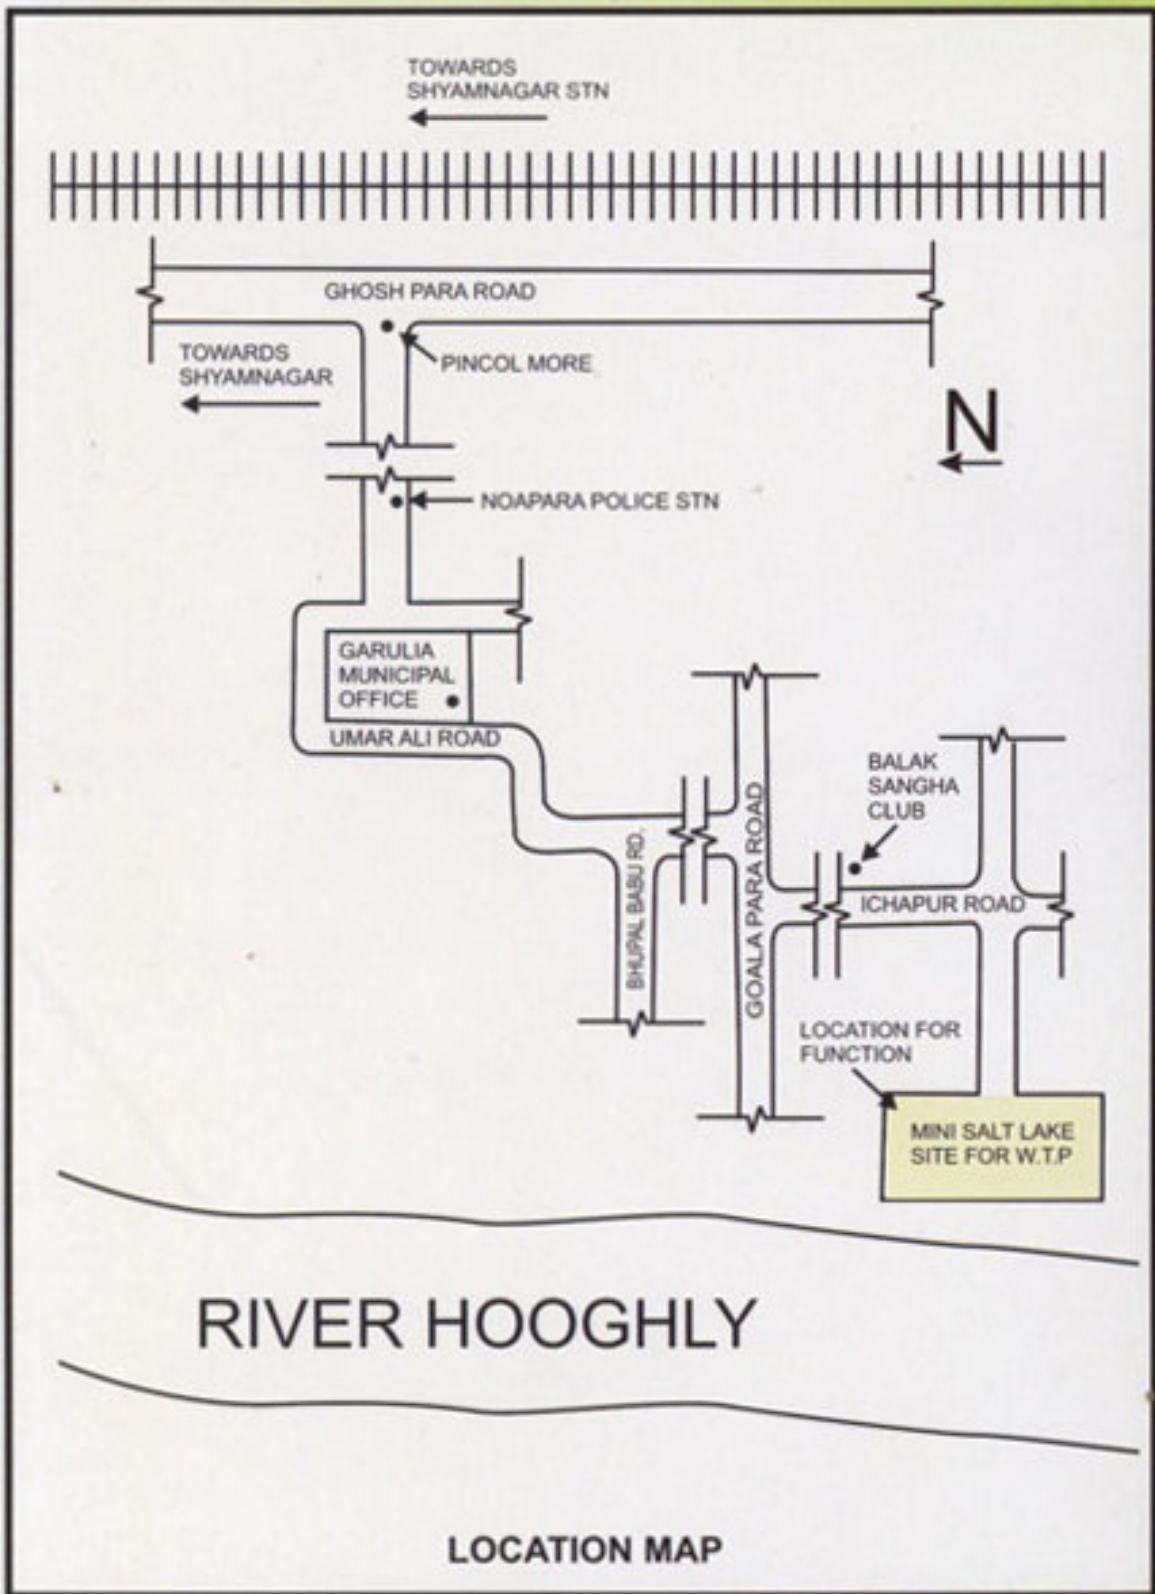 TOWARDS
SHYAMNAGAR STN
GHOSH PARA ROAD
TOWARDS
SHYAMNAGAR
PINCOL MORE
N
NOAPARA POLICE STN
GARULIA
MUNICIPAL
OFFICE
UMAR ALI ROAD
BALAK
SANGHA
CLUB
BHUPAL BABU RD.
GOALA PARA ROAD
ICHAPUR ROAD
LOCATION FOR
FUNCTION
MINI SALT LAKE
SITE FOR W.T.P
RIVER HOOGHLY
LOCATION MAP